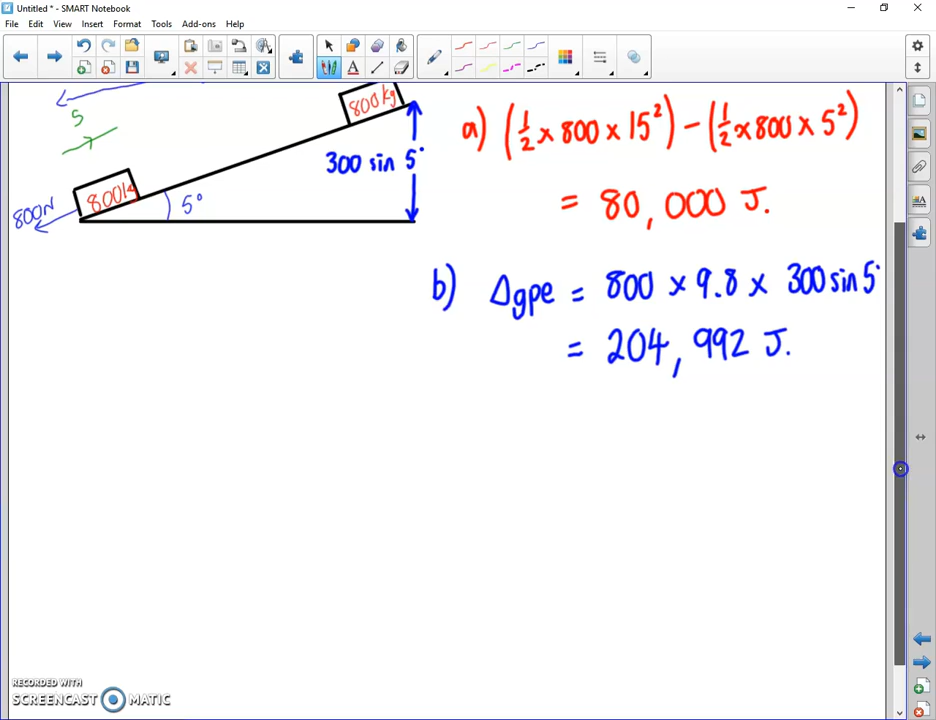 Untitled * - SMART Notebook
File Edit View Insert Format Tools Add-ons Help
800kg
5
300 sin 5°
800kg
800N
5°
a) (½ × 800 × 15²) − (½ × 800 × 5²)
= 80,000 J.
b) Δgpe = 800 × 9.8 × 300 sin 5°
= 204,992 J.
RECORDED WITH
SCREENCAST MATIC